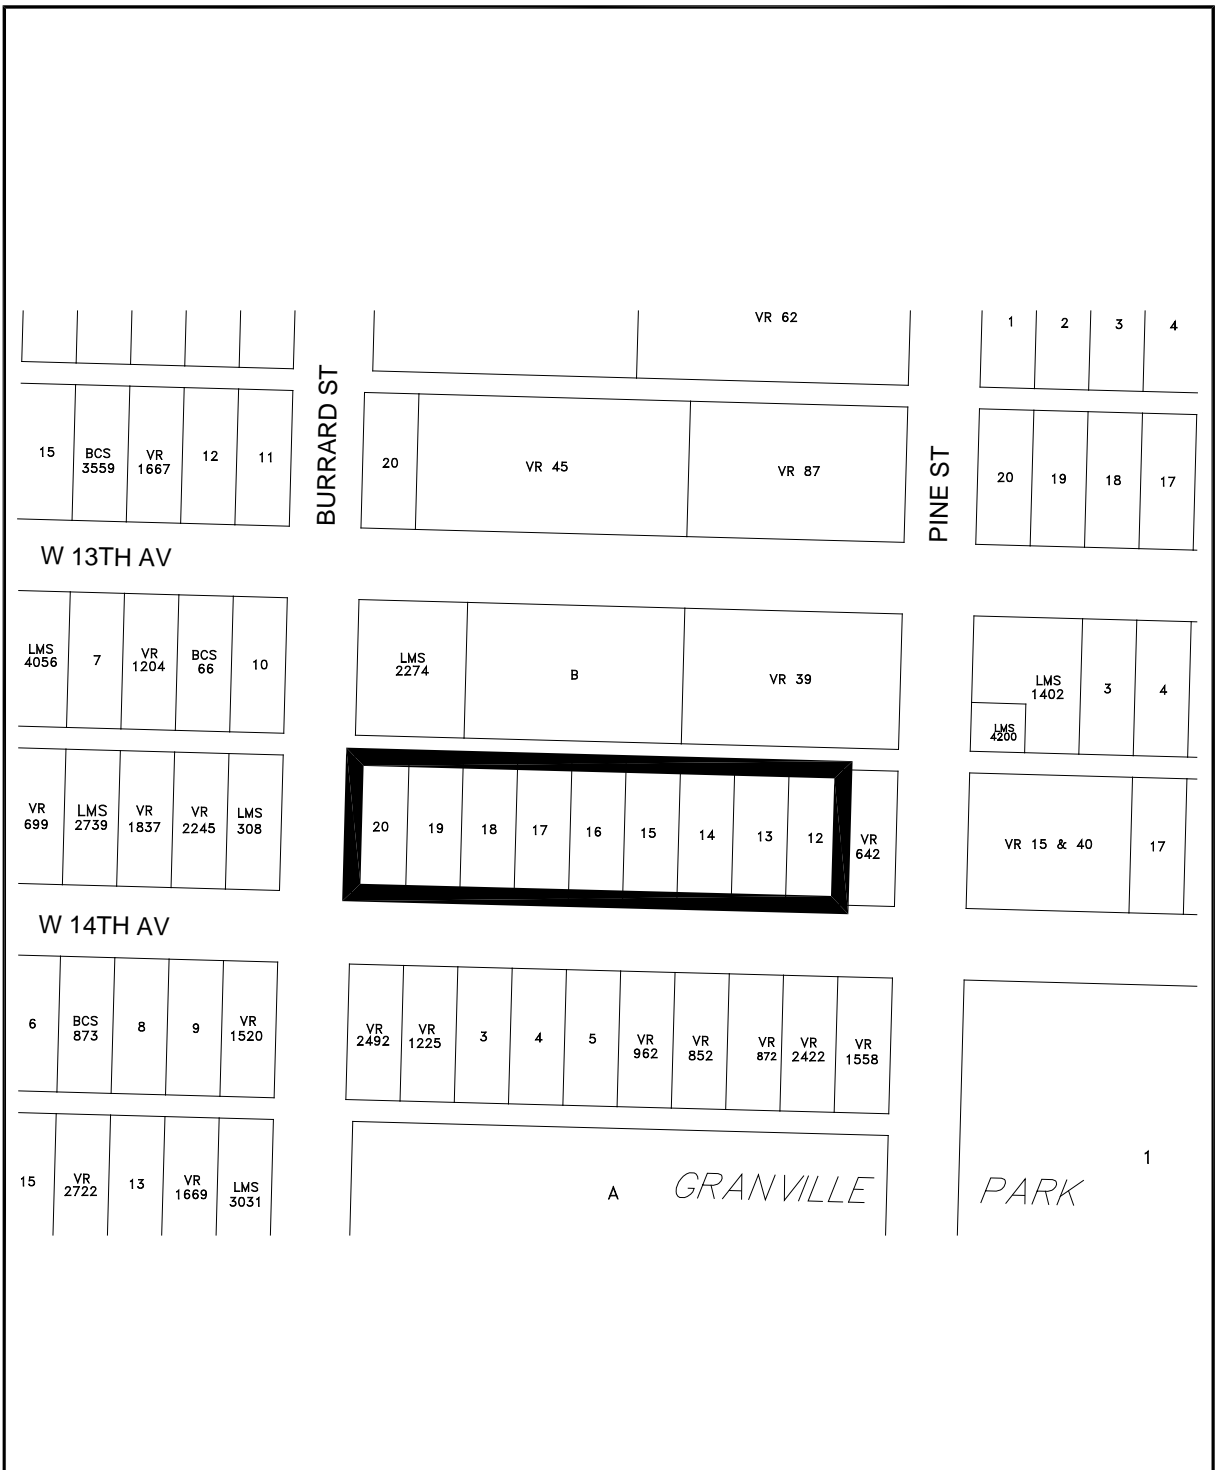 VR 62
1
2
3
4
BURRARD ST
15
BCS
3559
VR
1667
12
11
20
VR 45
VR 87
PINE ST
20
19
18
17
W 13TH AV
LMS
4056
7
VR
1204
BCS
66
10
LMS
2274
B
VR 39
LMS
1402
LMS
4200
3
4
VR
699
LMS
2739
VR
1837
VR
2245
LMS
308
20
19
18
17
16
15
14
13
12
VR
642
VR 15 & 40
17
W 14TH AV
6
BCS
873
8
9
VR
1520
VR
2492
VR
1225
3
4
5
VR
962
VR
852
VR
872
VR
2422
VR
1558
15
VR
2722
13
VR
1669
LMS
3031
A
GRANVILLE
PARK
1